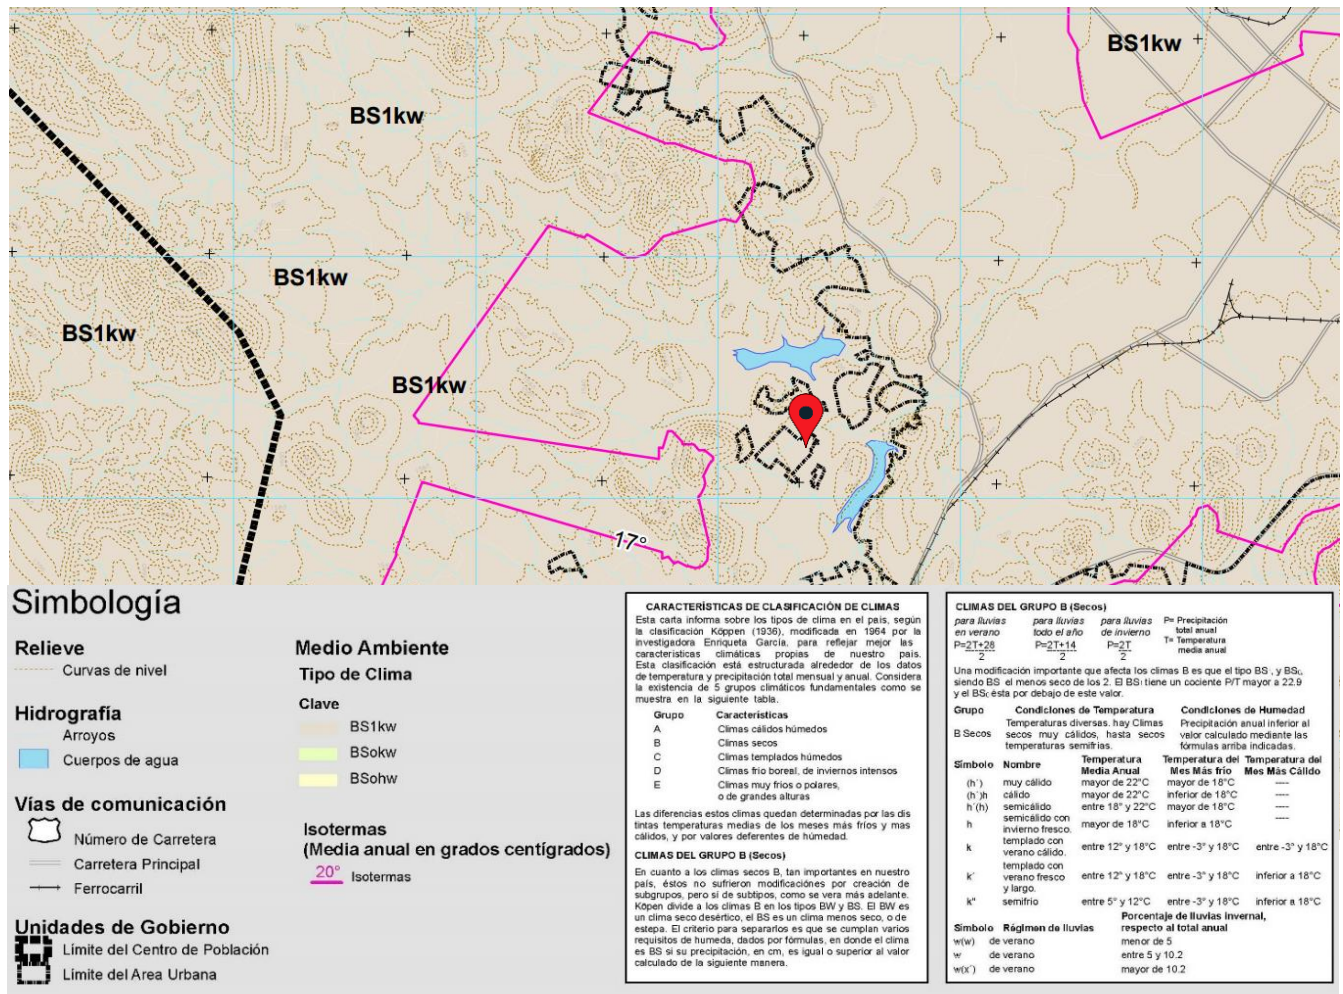 BS1kw
BS1kw
BS1kw
BS1kw
BS1kw
17°
Simbología
Relieve
Curvas de nivel
Hidrografía
Arroyos
Cuerpos de agua
Vías de comunicación
Número de Carretera
Carretera Principal
Ferrocarril
Unidades de Gobierno
Limite del Centro de Población
Limite del Area Urbana
Medio Ambiente
Tipo de Clima
Clave
BS1kw
BSokw
BSohw
Isotermas
(Media anual en grados centígrados)
20° Isotermas
CARACTERÍSTICAS DE CLASIFICACIÓN DE CLIMAS
Esta carta informa sobre los tipos de clima en el país, según
la clasificación Köppen (1936), modificada en 1964 por la
investigadora Enriqueta García, para reflejar mejor las
características climáticas propias de nuestro país.
Esta clasificación está estructurada alrededor de los datos
de temperatura y precipitación total mensual y anual. Considera
la existencia de 5 grupos climáticos fundamentales como se
muestra en la siguiente tabla.
Grupo Características
A Climas cálidos húmedos
B Climas secos
C Climas templados húmedos
D Climas frio boreal, de inviernos intensos
E Climas muy frios o polares,
o de grandes alturas
Las diferencias estos climas quedan determinadas por las dis
tintas temperaturas medias de los meses más fríos y mas
cálidos, y por valores deferentes de húmedad.
CLIMAS DEL GRUPO B (Secos)
En cuanto a los climas secos B, tan importantes en nuestro
país, éstos no sufrieron modificaciónes por creación de
subgrupos, pero sí de subtipos, como se vera más adelante.
Köpen divide a los climas B en los tipos BW y BS. El BW es
un clima seco desértico, el BS es un clima menos seco, o de
estepa. El criterio para separarlos es que se cumplan varios
requisitos de humeda, dados por fórmulas, en donde el clima
es BS si su precipitación, en cm, es igual o superior al valor
calculado de la siguiente manera.
CLIMAS DEL GRUPO B (Secos)
para lluvias para lluvias para lluvias P= Precipitación
en verano todo el año de invierno total anual
P=2T+28 P=2T+14 P=2T T= Temperatura
2 2 2 media anual
Una modificación importante que afecta los climas B es que el tipo BS, y BS₀,
siendo BS el menos seco de los 2. El BS₁ tiene un cociente P/T mayor a 22.9
y el BS₀ ésta por debajo de este valor.
Grupo Condiciones de Temperatura Condiciones de Humedad
B Secos Temperaturas diversas. hay Climas Precipitación anual inferior al
secos muy cálidos, hasta secos valor calculado mediante las
temperaturas semifrias. fórmulas arriba indicadas.
Símbolo Nombre Temperatura Media Anual Temperatura del Mes Más frío Temperatura del Mes Más Cálido
(h´) muy cálido mayor de 22°C mayor de 18°C ----
(h´)h cálido mayor de 22°C inferior de 18°C ----
h´(h) semicálido entre 18° y 22°C mayor de 18°C ----
h semicálido con invierno fresco. mayor de 18°C inferior a 18°C ----
k templado con verano cálido. entre 12° y 18°C entre -3° y 18°C entre -3° y 18°C
k´ templado con verano fresco y largo. entre 12° y 18°C entre -3° y 18°C inferior a 18°C
k" semifrío entre 5° y 12°C entre -3° y 18°C inferior a 18°C
Porcentaje de lluvias invernal,
Símbolo Régimen de lluvias respecto al total anual
w(w) de verano menor de 5
w de verano entre 5 y 10.2
w(x´) de verano mayor de 10.2